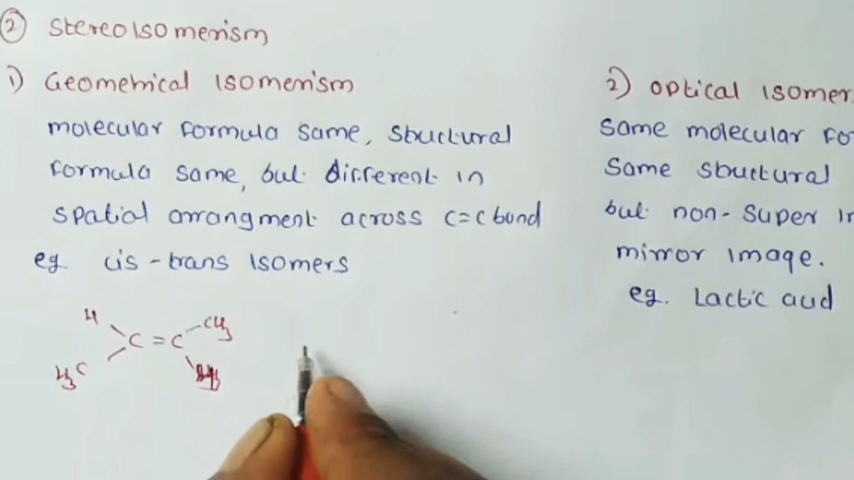 ② Stereoisomerism
1) Geometrical Isomerism
molecular formula same, structural
formula same, but different in
spatial arrangment across c=c bond
eg. cis-trans Isomers
H
CH3
C=C
H3C
2) optical isomer
same molecular fo
same structural
but non-super im
mirror image.
eg. Lactic acid